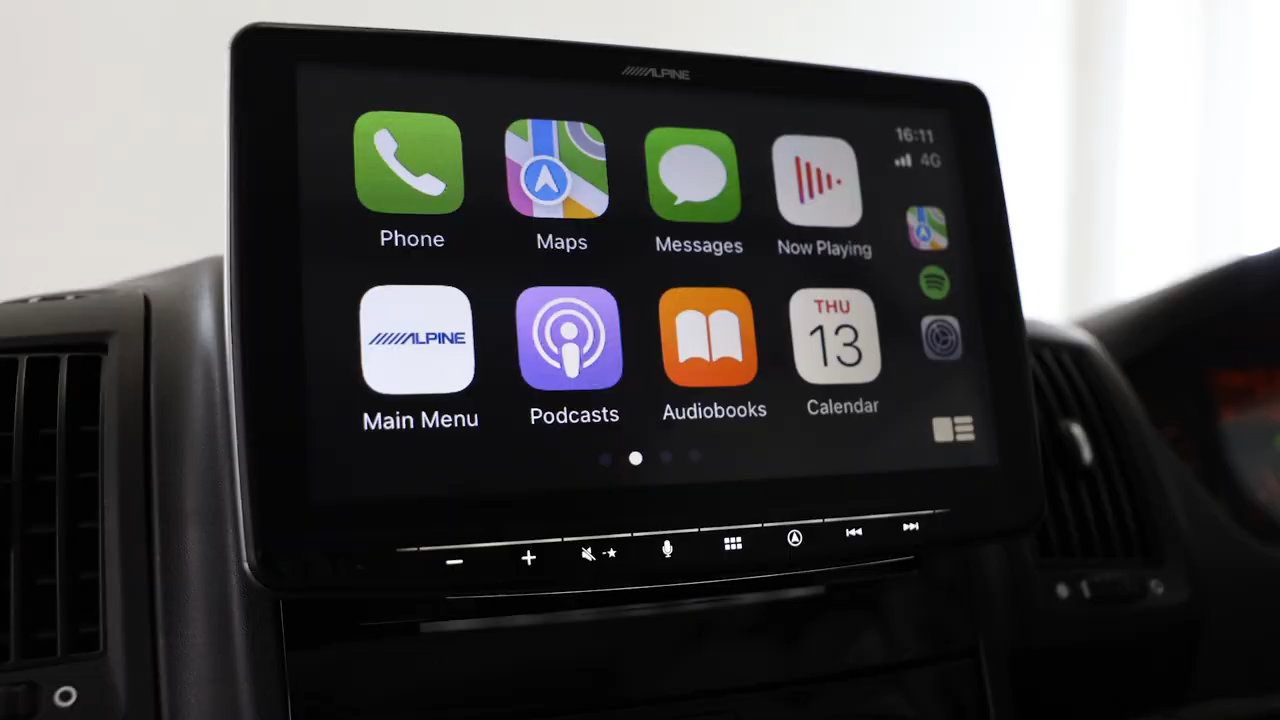 ALPINE
16:11
4G
Phone
Maps
Messages
Now Playing
ALPINE
THU
13
Main Menu
Podcasts
Audiobooks
Calendar